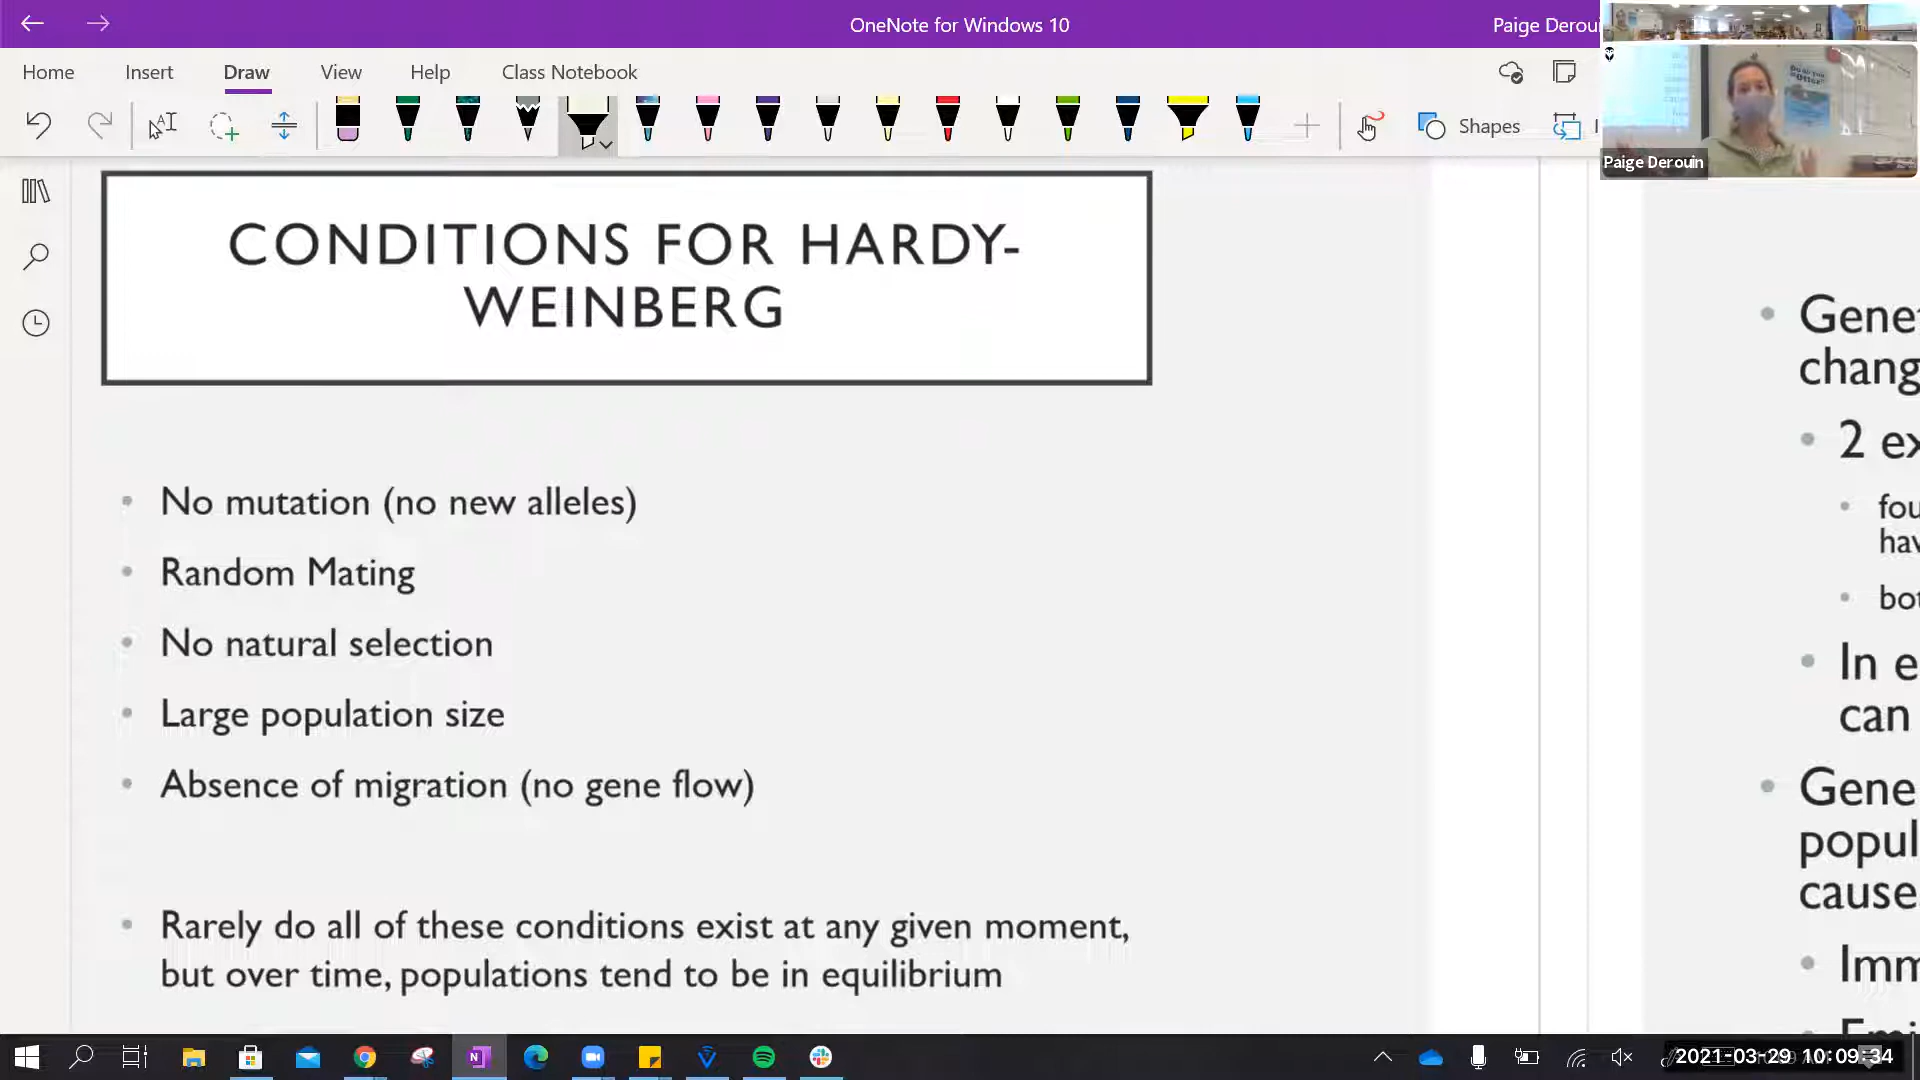 OneNote for Windows 10
Paige Derou
Home Insert Draw View Help Class Notebook
Shapes
Paige Derouin
CONDITIONS FOR HARDY-
WEINBERG
• No mutation (no new alleles)
• Random Mating
• No natural selection
• Large population size
• Absence of migration (no gene flow)
• Rarely do all of these conditions exist at any given moment,
but over time, populations tend to be in equilibrium
• Gene
chang
• 2 ex
• fou
hav
• bot
• In e
can
• Gene
popul
cause
• Imm
2021-03-29 10:09:34